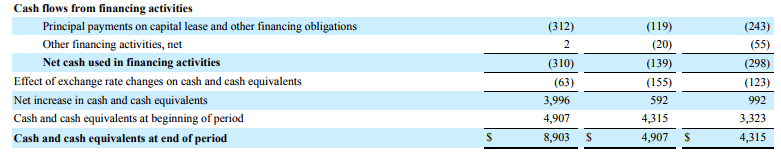 Cash flows from financing activities
Principal payments on capital lease and other financing obligations (312) (119) (243)
Other financing activities, net 2 (20) (55)
Net cash used in financing activities (310) (139) (298)
Effect of exchange rate changes on cash and cash equivalents (63) (155) (123)
Net increase in cash and cash equivalents 3,996 592 992
Cash and cash equivalents at beginning of period 4,907 4,315 3,323
Cash and cash equivalents at end of period $ 8,903 $ 4,907 $ 4,315